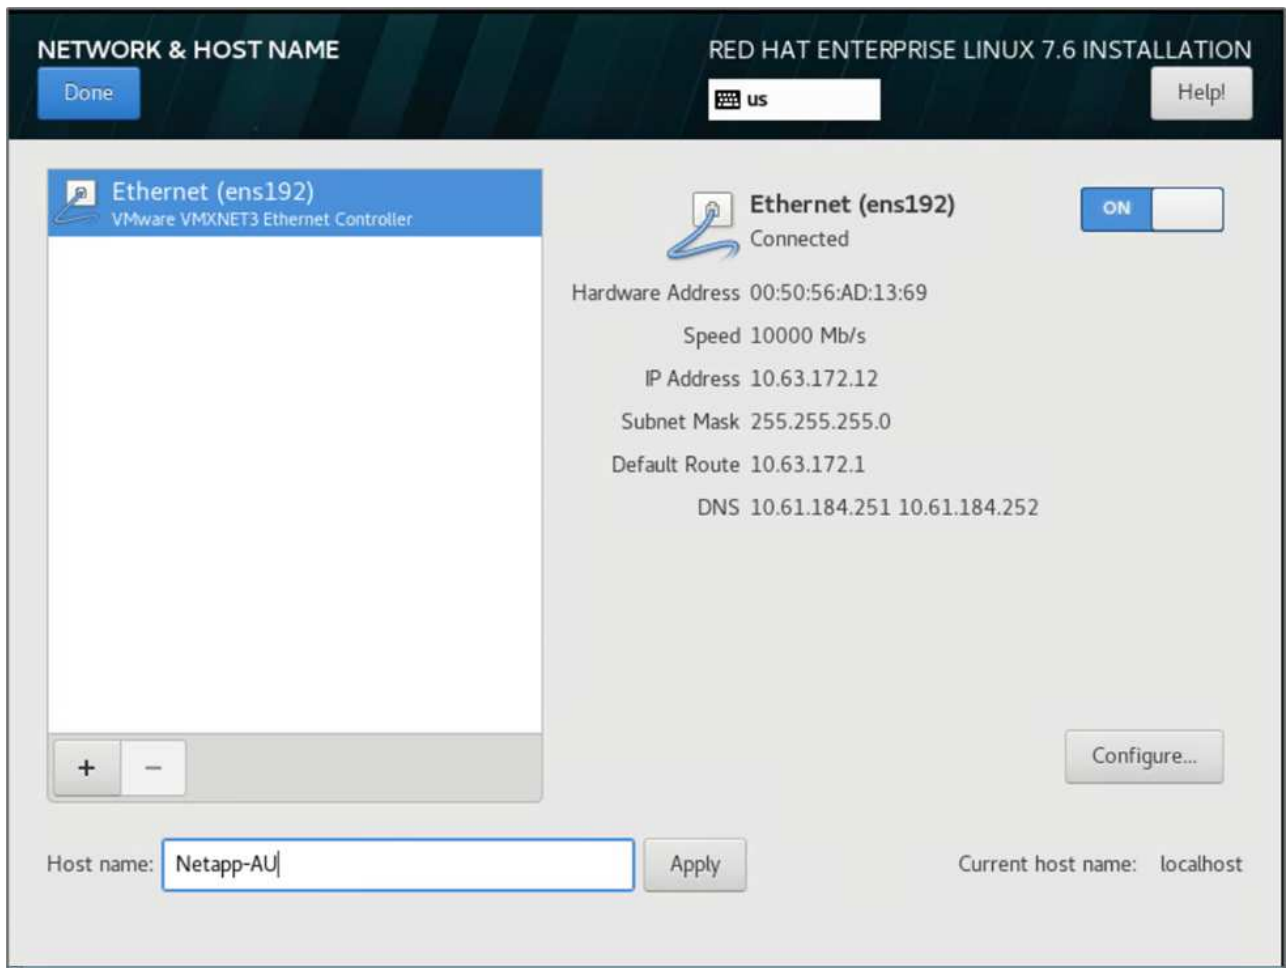 NETWORK & HOST NAME
RED HAT ENTERPRISE LINUX 7.6 INSTALLATION
Done
us
Help!
Ethernet (ens192)
VMware VMXNET3 Ethernet Controller
Ethernet (ens192)
Connected
ON
Hardware Address 00:50:56:AD:13:69
Speed 10000 Mb/s
IP Address 10.63.172.12
Subnet Mask 255.255.255.0
Default Route 10.63.172.1
DNS 10.61.184.251 10.61.184.252
+ −
Configure...
Host name: Netapp-AU
Apply
Current host name: localhost